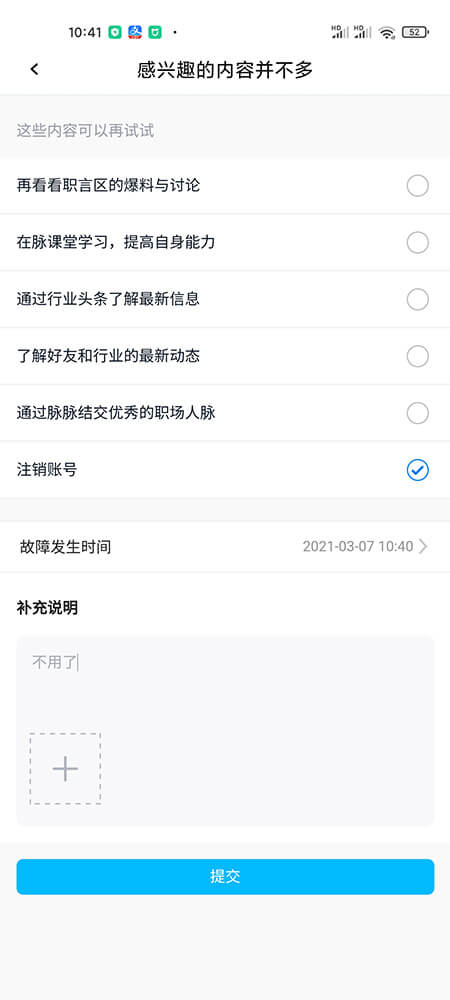 10:41
HD HD 52
感兴趣的内容并不多
这些内容可以再试试
再看看职言区的爆料与讨论
在脉课堂学习，提高自身能力
通过行业头条了解最新信息
了解好友和行业的最新动态
通过脉脉结交优秀的职场人脉
注销账号
故障发生时间 2021-03-07 10:40
补充说明
不用了
提交